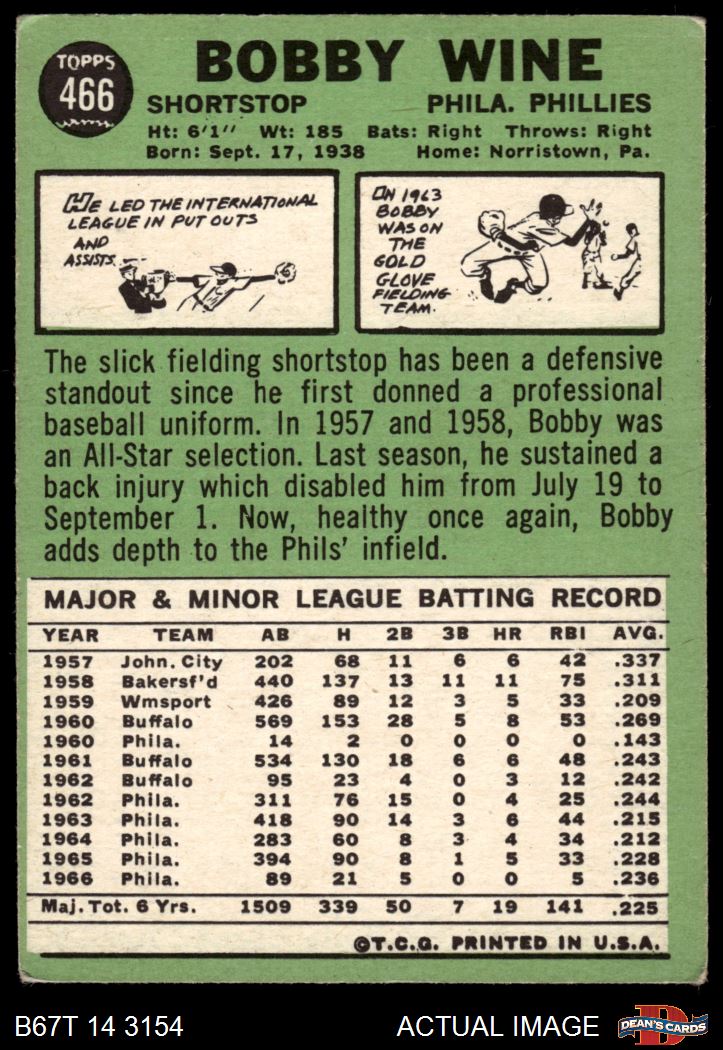 TOPPS
466
BOBBY WINE
SHORTSTOP PHILA. PHILLIES
Ht: 6'1" Wt: 185 Bats: Right Throws: Right
Born: Sept. 17, 1938 Home: Norristown, Pa.
HE LED THE INTERNATIONAL
LEAGUE IN PUT OUTS
AND
ASSISTS.
IN 1963
BOBBY
WAS ON
THE
GOLD
GLOVE
FIELDING
TEAM.
The slick fielding shortstop has been a defensive
standout since he first donned a professional
baseball uniform. In 1957 and 1958, Bobby was
an All-Star selection. Last season, he sustained a
back injury which disabled him from July 19 to
September 1. Now, healthy once again, Bobby
adds depth to the Phils' infield.
MAJOR & MINOR LEAGUE BATTING RECORD
YEAR TEAM AB H 2B 3B HR RBI AVG.
1957 John. City 202 68 11 6 6 42 .337
1958 Bakersf'd 440 137 13 11 11 75 .311
1959 Wmsport 426 89 12 3 5 33 .209
1960 Buffalo 569 153 28 5 8 53 .269
1960 Phila. 14 2 0 0 0 0 .143
1961 Buffalo 534 130 18 6 6 48 .243
1962 Buffalo 95 23 4 0 3 12 .242
1962 Phila. 311 76 15 0 4 25 .244
1963 Phila. 418 90 14 3 6 44 .215
1964 Phila. 283 60 8 3 4 34 .212
1965 Phila. 394 90 8 1 5 33 .228
1966 Phila. 89 21 5 0 0 5 .236
Maj. Tot. 6 Yrs. 1509 339 50 7 19 141 .225
©T.C.G. PRINTED IN U.S.A.
B67T 14 3154 ACTUAL IMAGE
D
DEAN'S CARDS